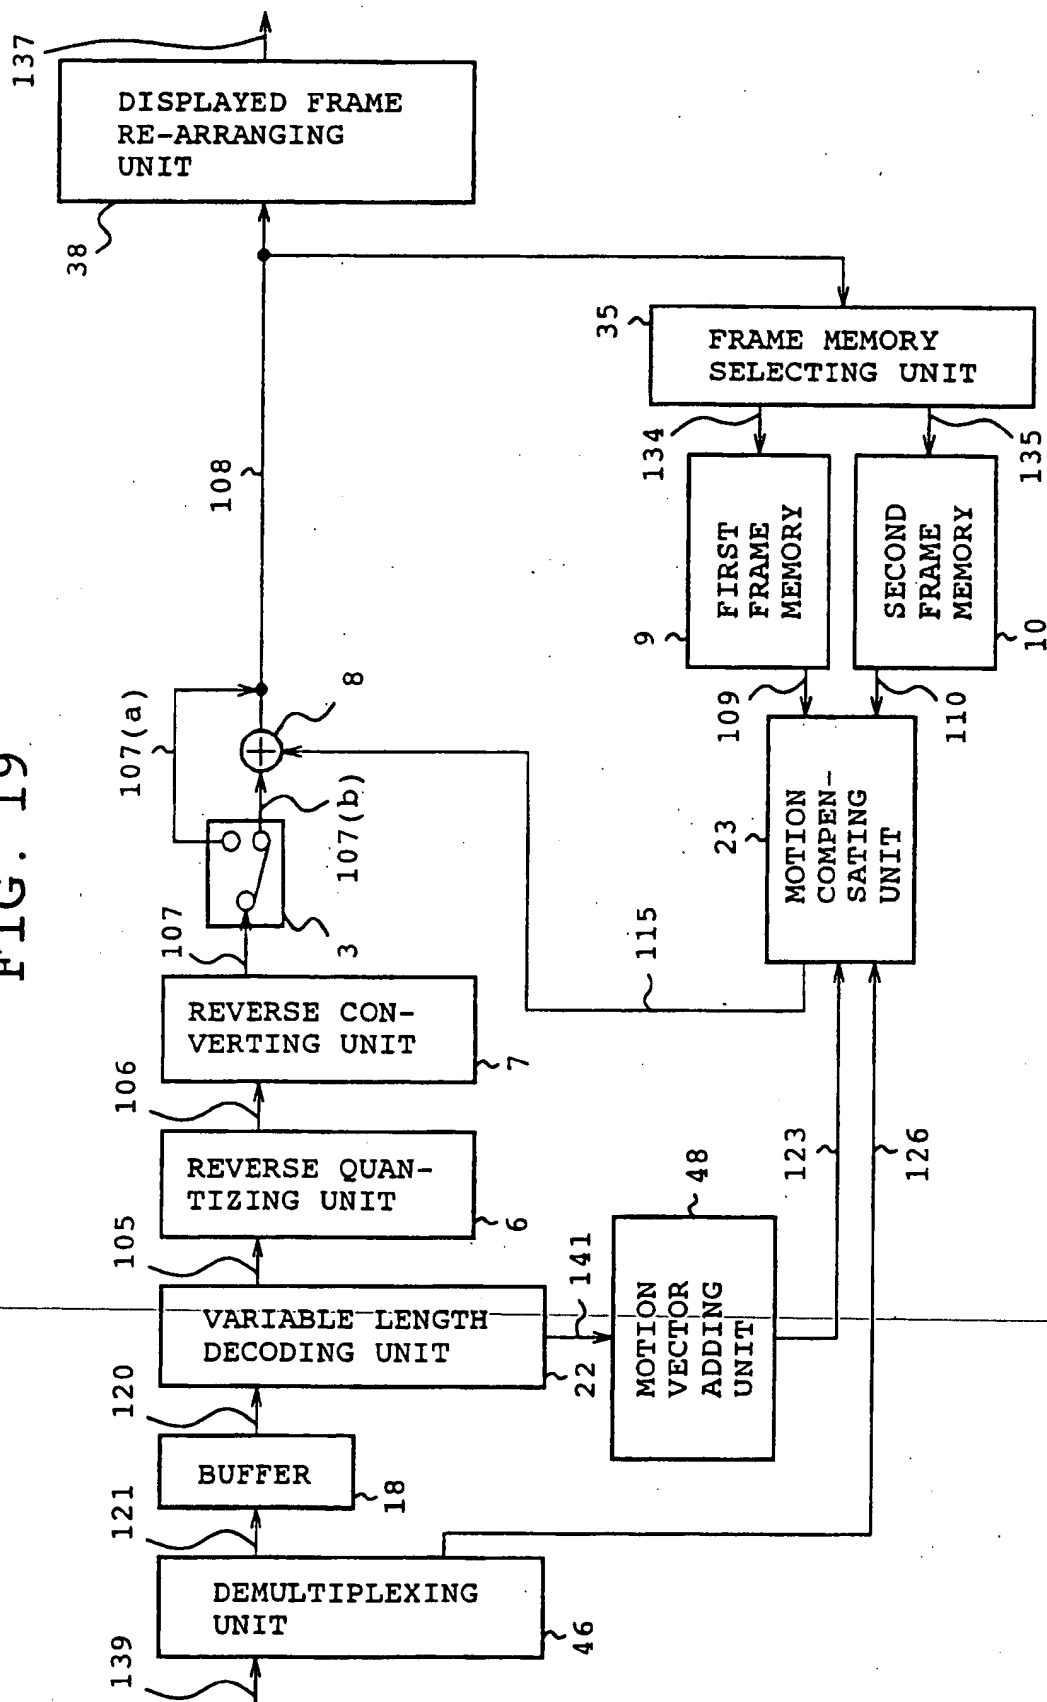 FIG. 19
139
DEMULTIPLEXING
UNIT
46
121
BUFFER
18
120
VARIABLE LENGTH
DECODING UNIT
22
105
REVERSE QUAN-
TIZING UNIT
6
106
REVERSE CON-
VERTING UNIT
7
107
3
107(a)
107(b)
8
108
38
DISPLAYED FRAME
RE-ARRANGING
UNIT
137
141
MOTION
VECTOR
ADDING
UNIT
48
123
126
115
23
MOTION
COMPEN-
SATING
UNIT
109
110
9
FIRST
FRAME
MEMORY
SECOND
FRAME
MEMORY
10
134
135
35
FRAME MEMORY
SELECTING UNIT